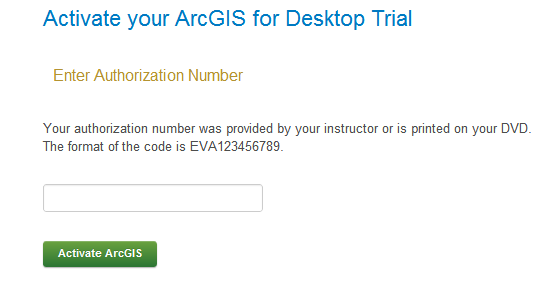 Activate your ArcGIS for Desktop Trial
Enter Authorization Number
Your authorization number was provided by your instructor or is printed on your DVD.
The format of the code is EVA123456789.
Activate ArcGIS